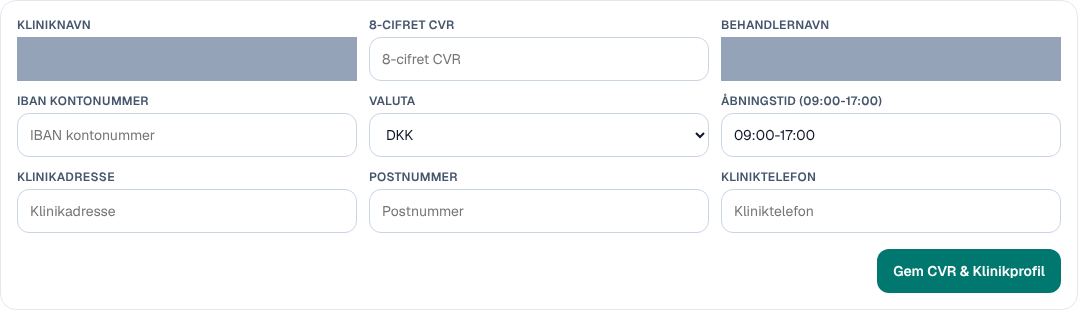 KLINIKNAVN
8-CIFRET CVR
BEHANDLERNAVN
8-cifret CVR
IBAN KONTONUMMER
VALUTA
ÅBNINGSTID (09:00-17:00)
IBAN kontonummer
DKK
09:00-17:00
KLINIKADRESSE
POSTNUMMER
KLINIKTELEFON
Klinikadresse
Postnummer
Kliniktelefon
Gem CVR & Klinikprofil